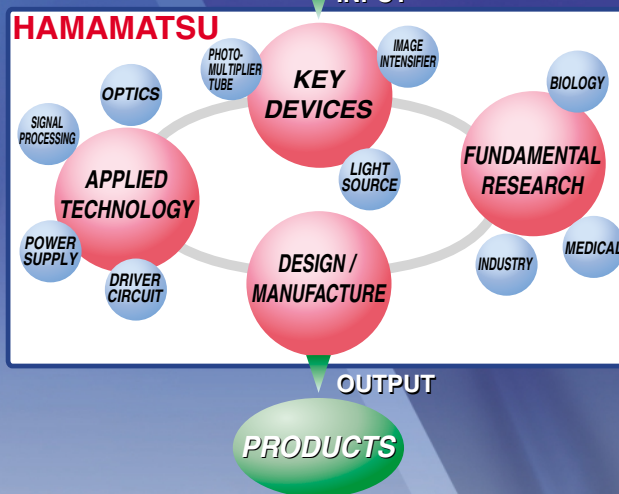 INPUT
HAMAMATSU
PHOTO-
MULTIPLIER
TUBE
KEY
DEVICES
IMAGE
INTENSIFIER
LIGHT
SOURCE
OPTICS
SIGNAL
PROCESSING
APPLIED
TECHNOLOGY
POWER
SUPPLY
DRIVER
CIRCUIT
BIOLOGY
FUNDAMENTAL
RESEARCH
INDUSTRY
MEDICAL
DESIGN /
MANUFACTURE
OUTPUT
PRODUCTS